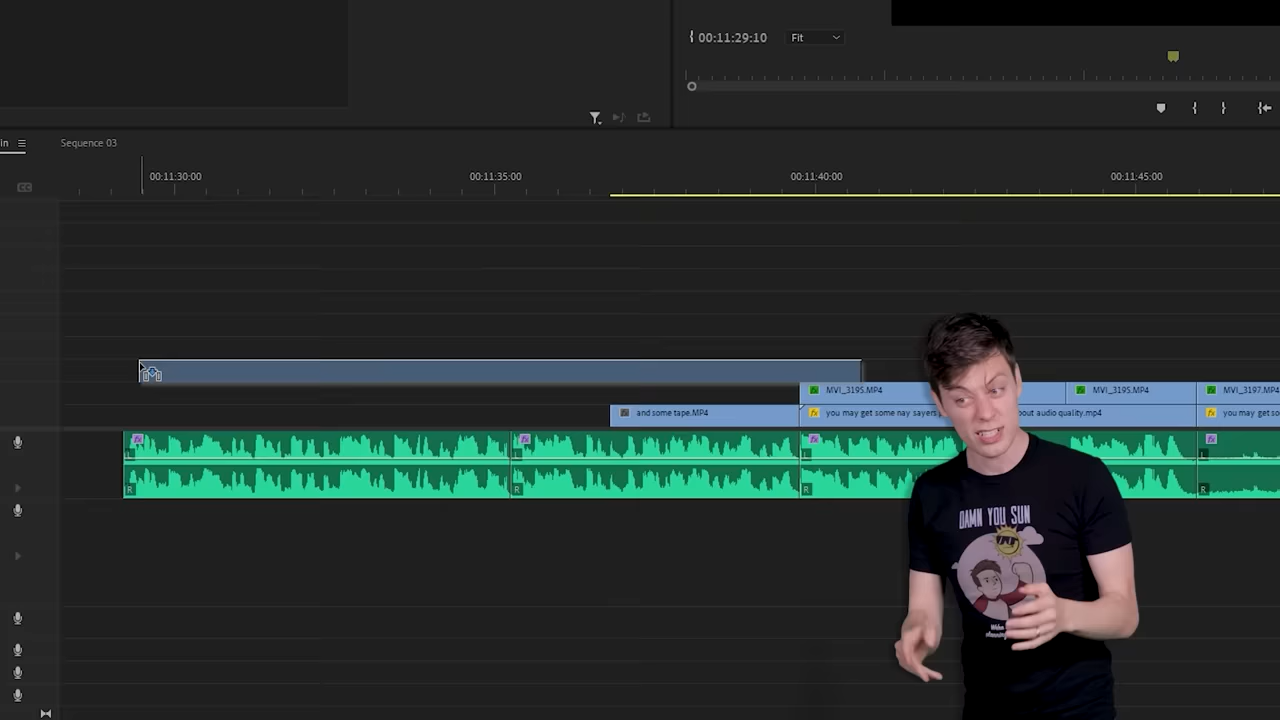 00:11:29:10 Fit
in
Sequence 03
00:11:30:00 00:11:35:00 00:11:40:00 00:11:45:00
MVI_3195.MP4 MVI_3195.MP4 MVI_3197.MP4
and some tape.MP4 you may get some nay sayers bout audio quality.mp4 you may get so
L L L L
R R R R
DAMN YOU SUN